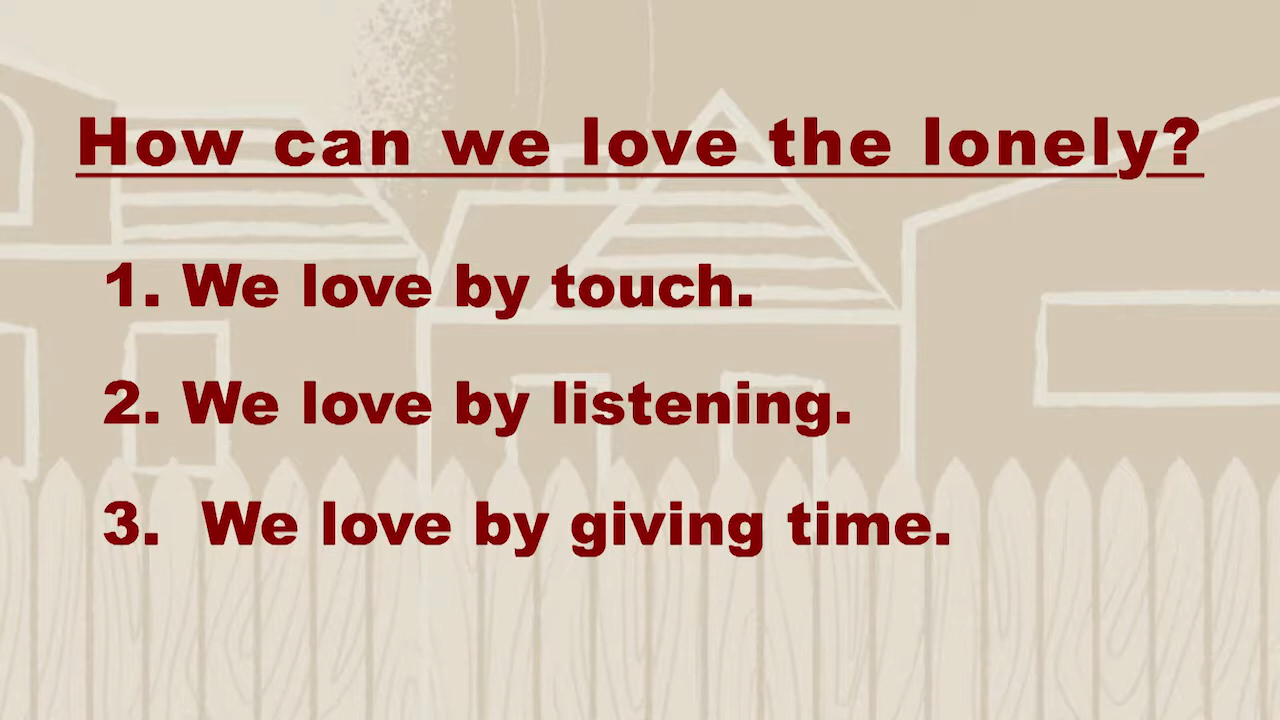 How can we love the lonely?
1. We love by touch.
2. We love by listening.
3. We love by giving time.